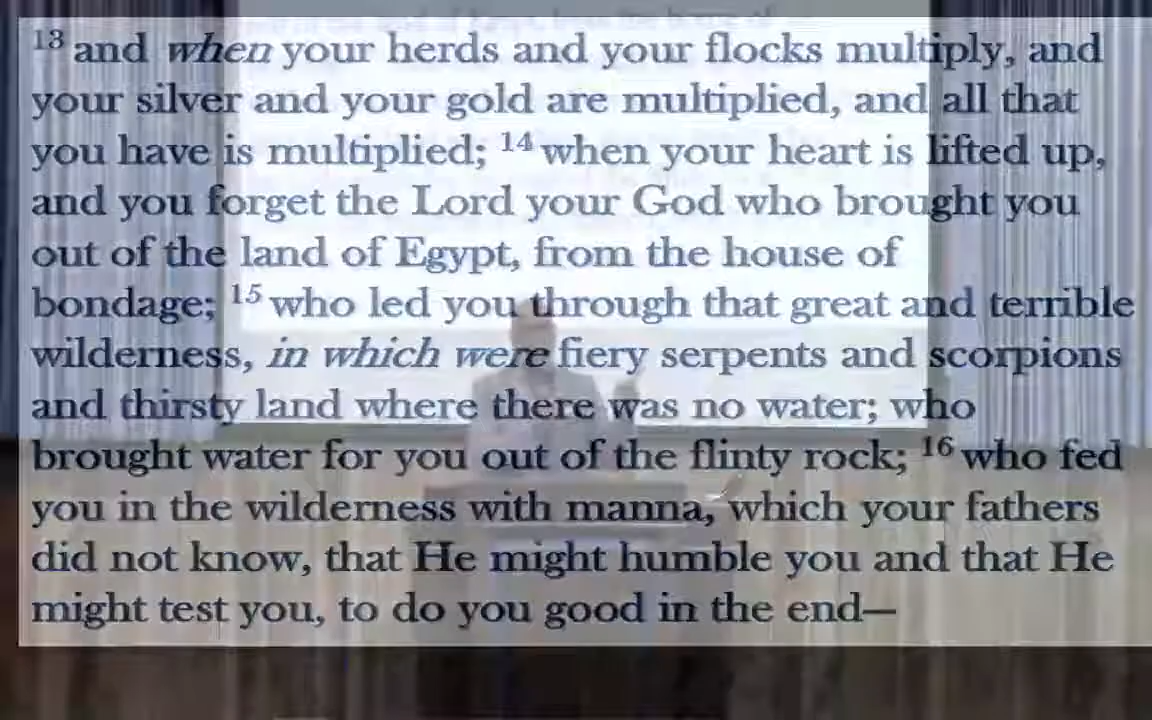 ¹³ and when your herds and your flocks multiply, and
your silver and your gold are multiplied, and all that
you have is multiplied; ¹⁴ when your heart is lifted up,
and you forget the Lord your God who brought you
out of the land of Egypt, from the house of
bondage; ¹⁵ who led you through that great and terrible
wilderness, in which were fiery serpents and scorpions
and thirsty land where there was no water; who
brought water for you out of the flinty rock; ¹⁶ who fed
you in the wilderness with manna, which your fathers
did not know, that He might humble you and that He
might test you, to do you good in the end—